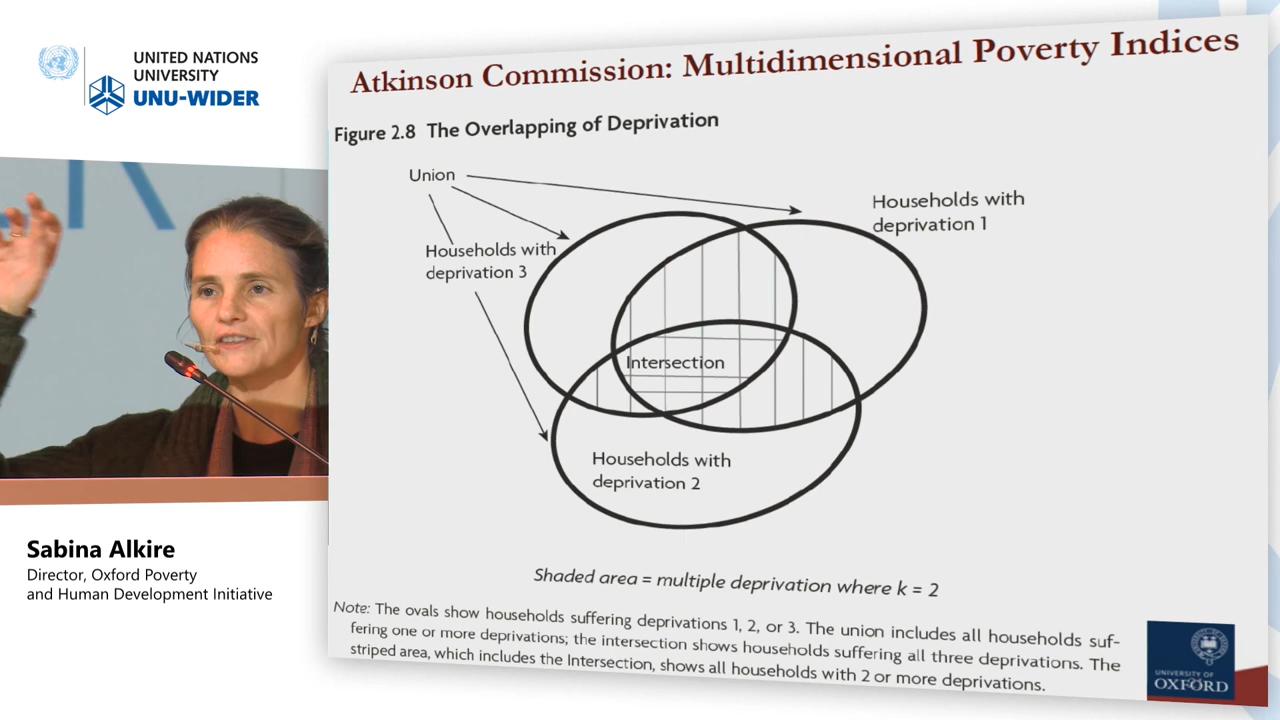 UNITED NATIONS
UNIVERSITY
UNU-WIDER
Atkinson Commission: Multidimensional Poverty Indices
Figure 2.8 The Overlapping of Deprivation
Union
Households with
deprivation 1
Households with
deprivation 3
Intersection
Households with
deprivation 2
Shaded area = multiple deprivation where k = 2
Note: The ovals show households suffering deprivations 1, 2, or 3. The union includes all households suf-
fering one or more deprivations; the intersection shows households suffering all three deprivations. The
striped area, which includes the Intersection, shows all households with 2 or more deprivations.
Sabina Alkire
Director, Oxford Poverty
and Human Development Initiative
UNIVERSITY OF
OXFORD